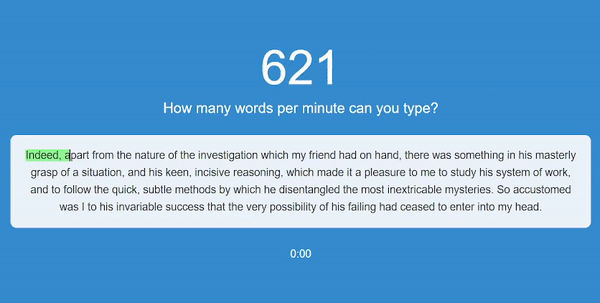 621
How many words per minute can you type?
Indeed, apart from the nature of the investigation which my friend had on hand, there was something in his masterly
grasp of a situation, and his keen, incisive reasoning, which made it a pleasure to me to study his system of work,
and to follow the quick, subtle methods by which he disentangled the most inextricable mysteries. So accustomed
was I to his invariable success that the very possibility of his failing had ceased to enter into my head.
0:00